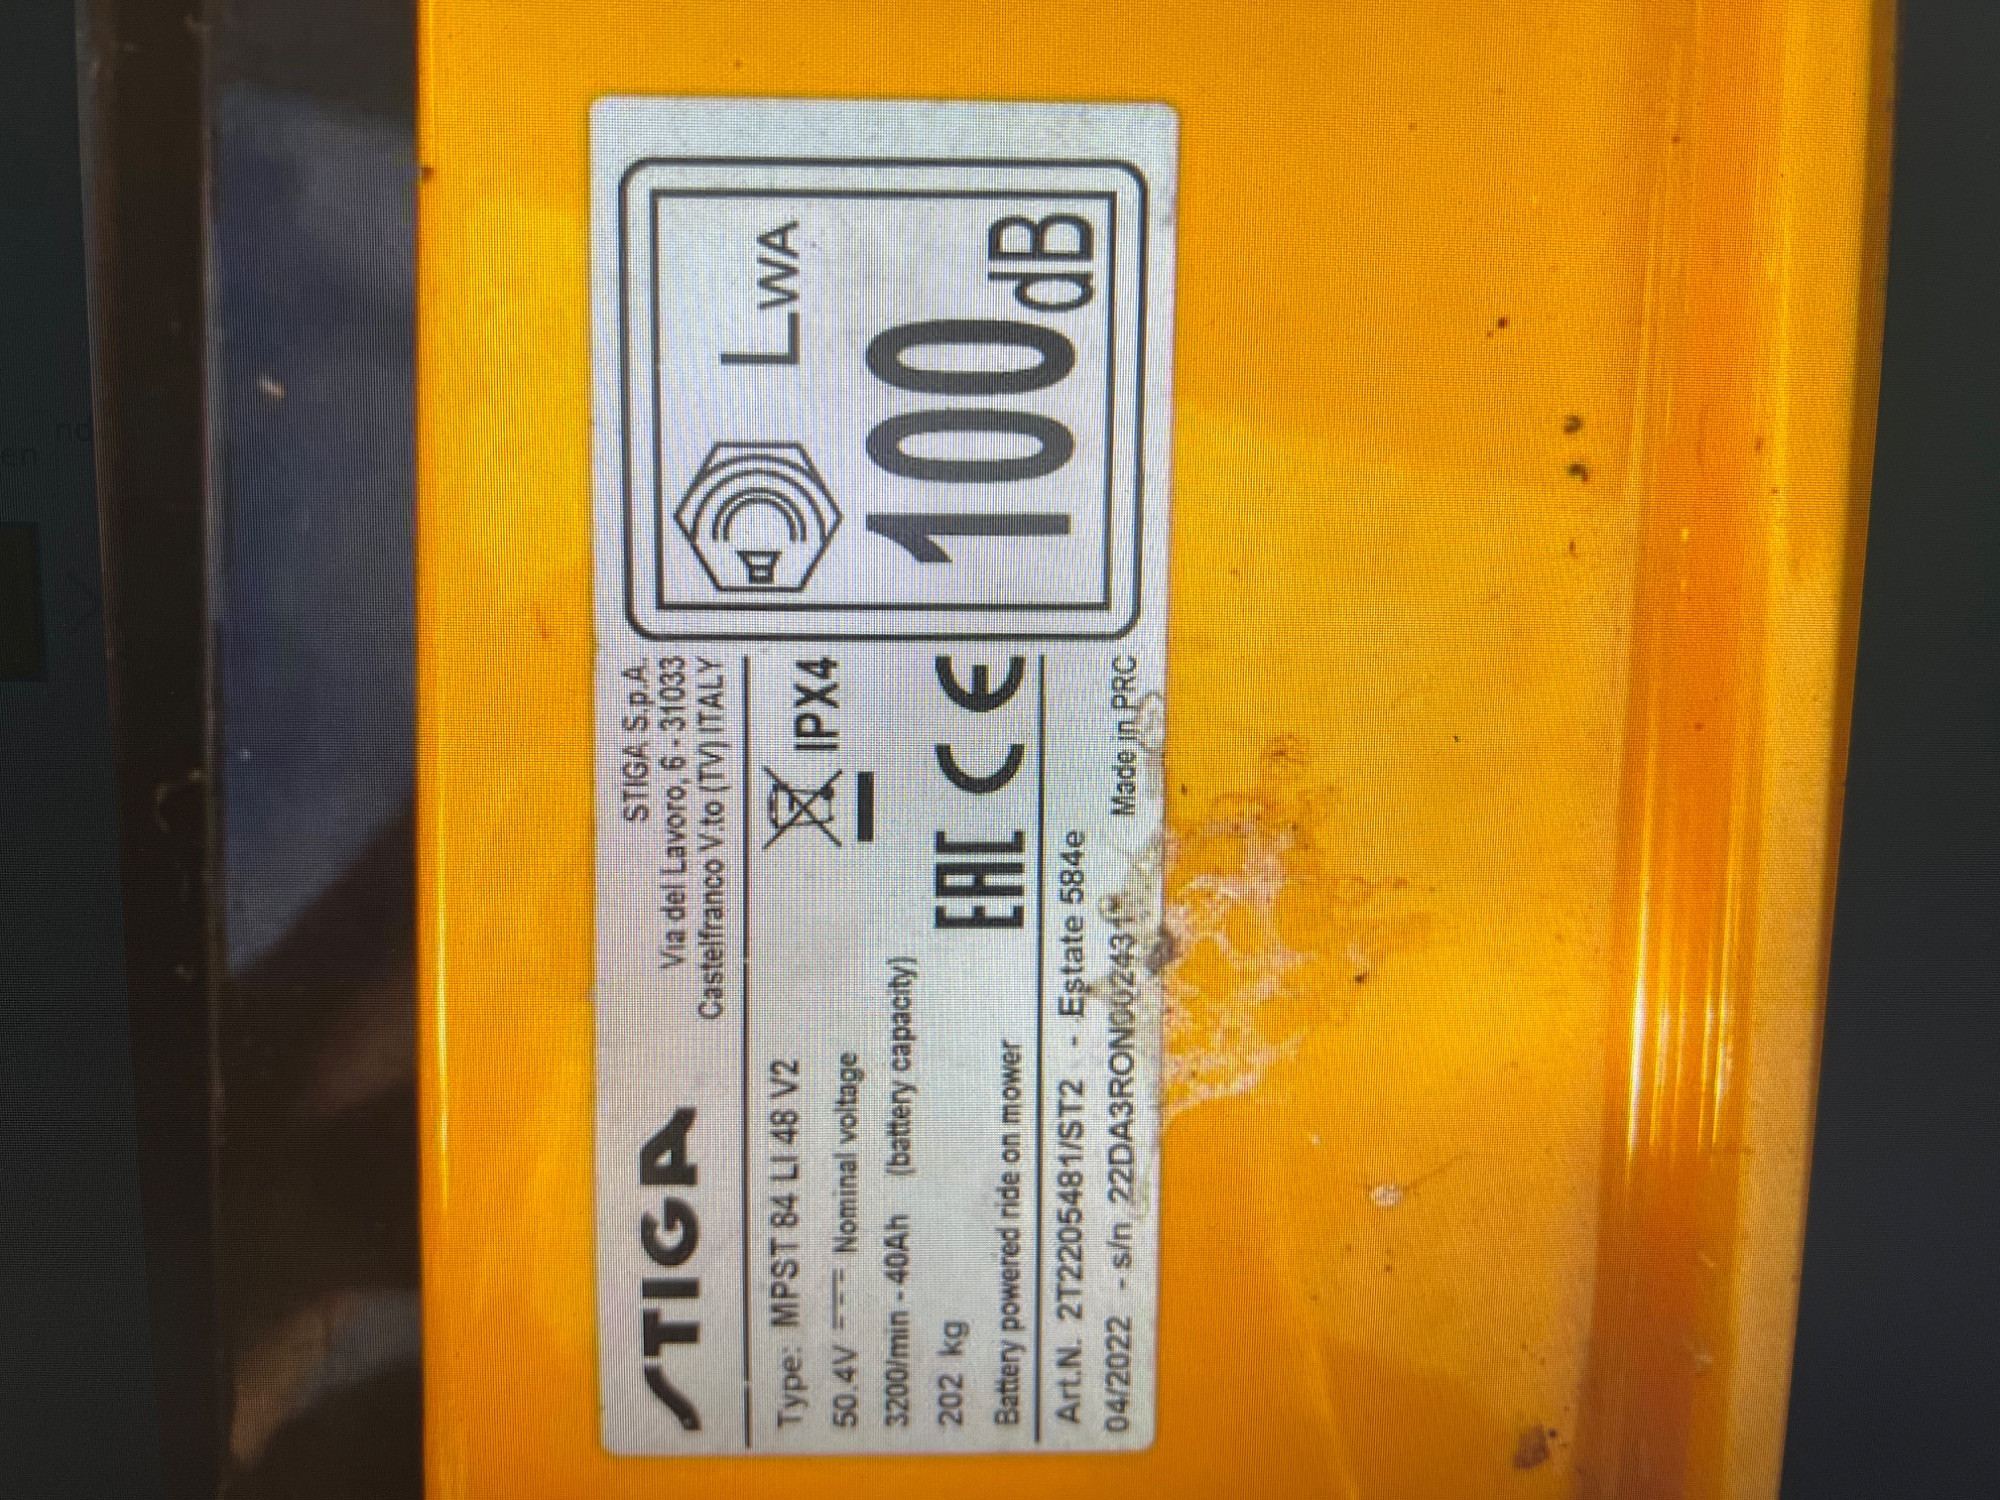 STIGA
STIGA S.p.A.
Via del Lavoro, 6 - 31033
Castelfranco V.to (TV) ITALY
Type: MPST 84 LI 48 V2
50.4V Nominal voltage
3200/min - 40Ah (battery capacity)
IPX4
202 kg
EAC CE
Battery powered ride on mower
Art.N. 2T2205481/ST2 - Estate 584e
04/2022 - s/n 22DA3RON002431
Made in PRC
LWA
100dB